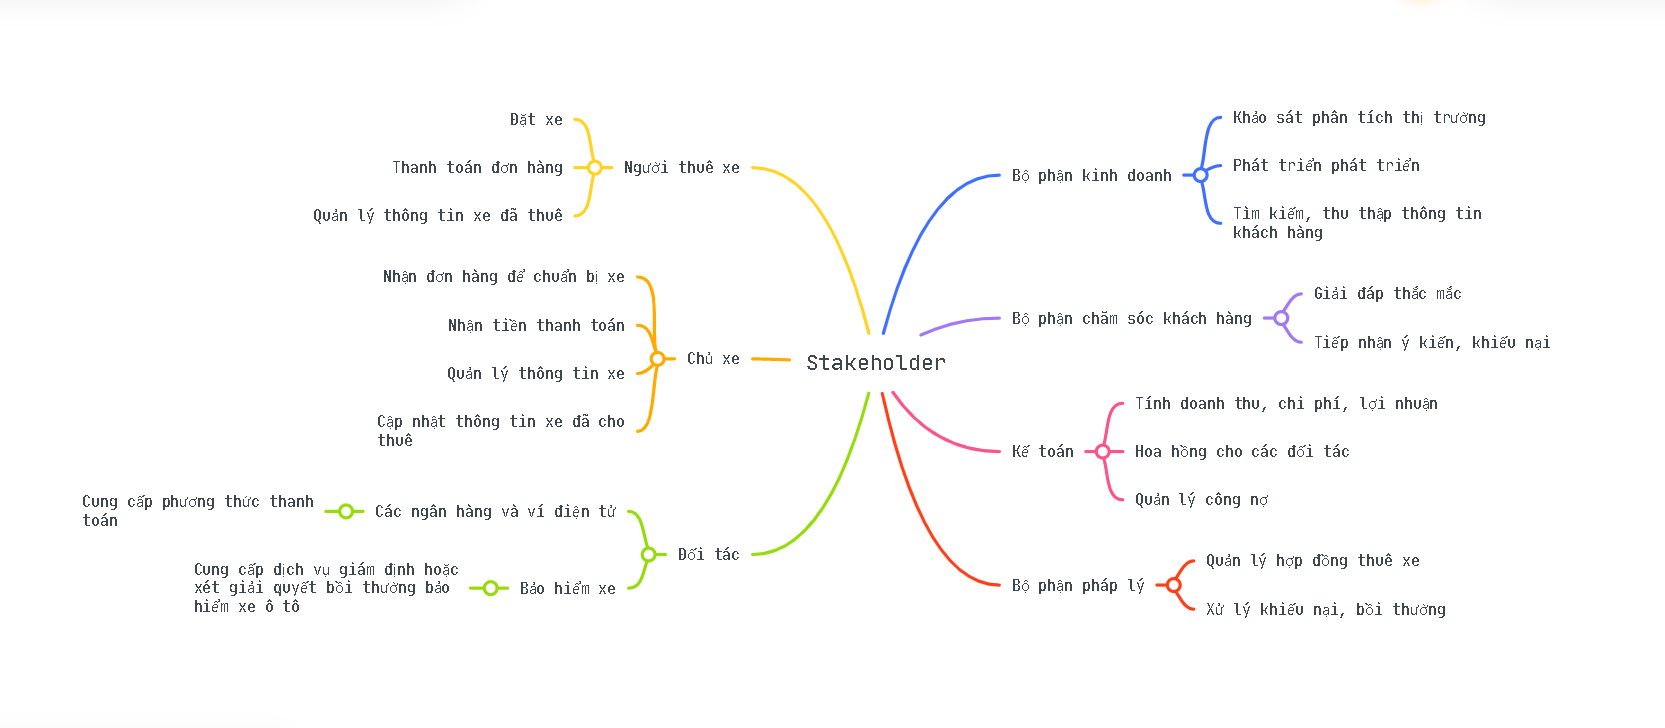 Stakeholder
Người thuê xe
Đặt xe
Thanh toán đơn hàng
Quản lý thông tin xe đã thuê
Chủ xe
Nhận đơn hàng để chuẩn bị xe
Nhận tiền thanh toán
Quản lý thông tin xe
Cập nhật thông tin xe đã cho
thuê
Đối tác
Các ngân hàng và ví điện tử
Cung cấp phương thức thanh
toán
Bảo hiểm xe
Cung cấp dịch vụ giám định hoặc
xét giải quyết bồi thường bảo
hiểm xe ô tô
Bộ phận kinh doanh
Khảo sát phân tích thị trường
Phát triển phát triển
Tìm kiếm, thu thập thông tin
khách hàng
Bộ phận chăm sóc khách hàng
Giải đáp thắc mắc
Tiếp nhận ý kiến, khiếu nại
Kế toán
Tính doanh thu, chi phí, lợi nhuận
Hoa hồng cho các đối tác
Quản lý công nợ
Bộ phận pháp lý
Quản lý hợp đồng thuê xe
Xử lý khiếu nại, bồi thường